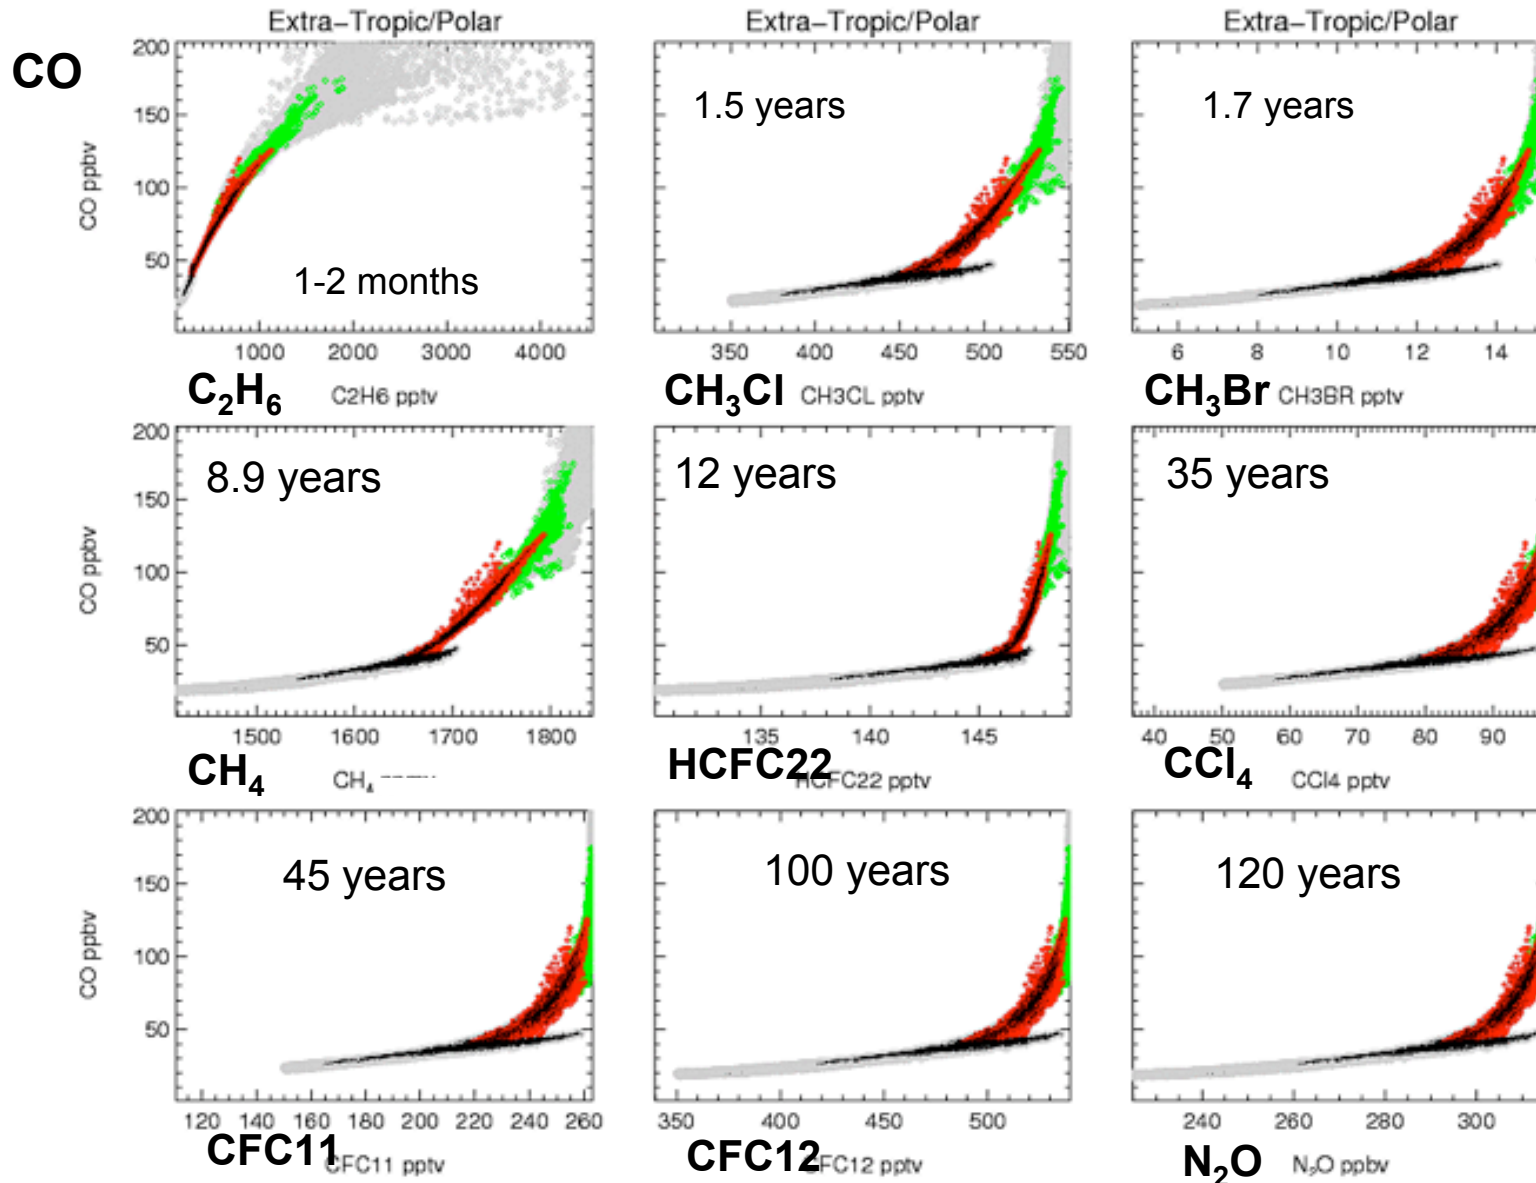 Extra–Tropic/Polar
Extra–Tropic/Polar
Extra–Tropic/Polar
CO
CO ppbv
200
150
100
50
1-2 months
1.5 years
1.7 years
1000 2000 3000 4000
350 400 450 500 550
6 8 10 12 14
C₂H₆ C2H6 pptv
CH₃Cl CH3CL pptv
CH₃Br CH3BR pptv
CO ppbv
200
150
100
50
8.9 years
12 years
35 years
1500 1600 1700 1800
135 140 145
40 50 60 70 80 90
CH₄ CH₄
HCFC22 HCFC22 pptv
CCl₄ CCl4 pptv
CO ppbv
200
150
100
50
45 years
100 years
120 years
120 140 160 180 200 220 240 260
350 400 450 500
240 260 280 300
CFC11 CFC11 pptv
CFC12 CFC12 pptv
N₂O N₂O ppbv